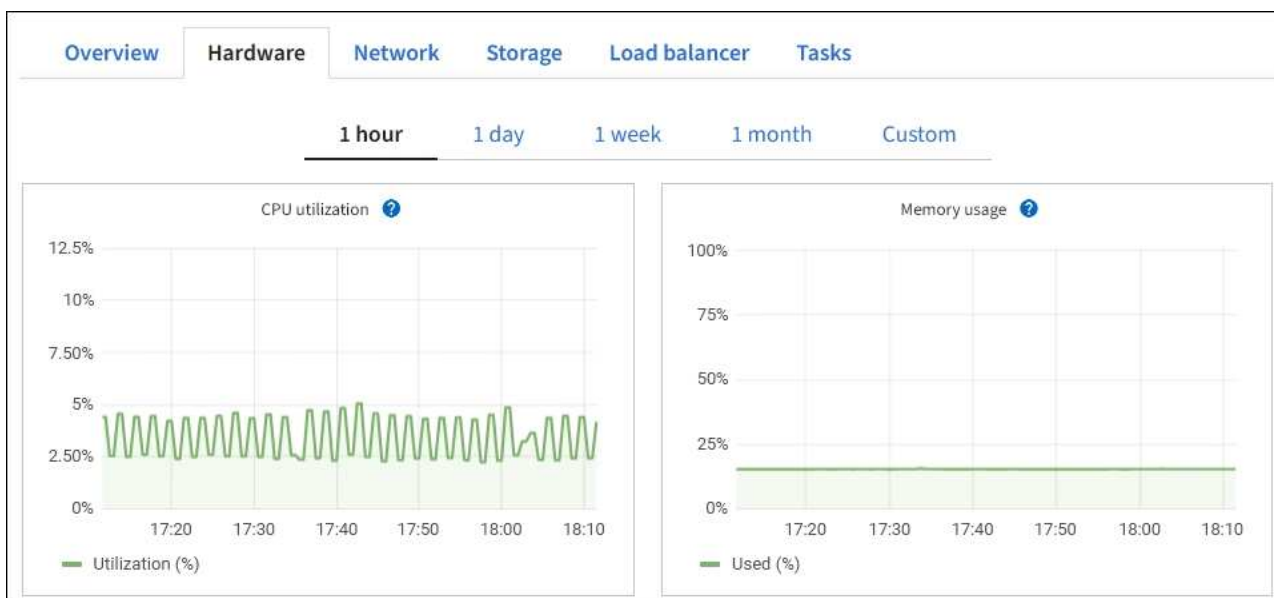 Overview Hardware Network Storage Load balancer Tasks
1 hour 1 day 1 week 1 month Custom
CPU utilization ?
12.5%
10%
7.50%
5%
2.50%
0%
17:20 17:30 17:40 17:50 18:00 18:10
Utilization (%)
Memory usage ?
100%
75%
50%
25%
0%
17:20 17:30 17:40 17:50 18:00 18:10
Used (%)